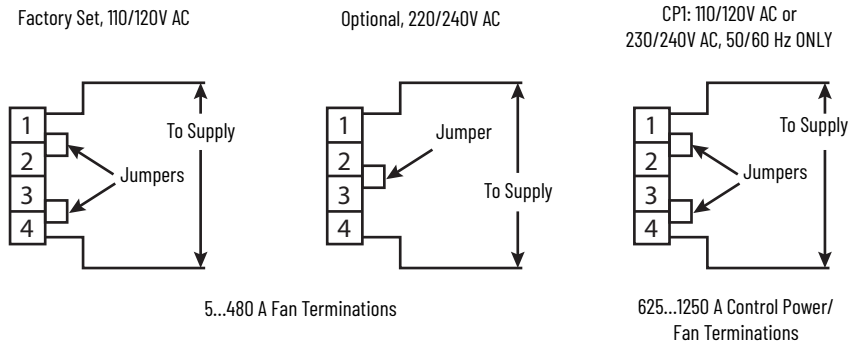 Factory Set, 110/120V AC
1
2
3
4
To Supply
Jumpers
Optional, 220/240V AC
1
2
3
4
Jumper
To Supply
5...480 A Fan Terminations
CP1: 110/120V AC or
230/240V AC, 50/60 Hz ONLY
1
2
3
4
To Supply
Jumpers
625...1250 A Control Power/
Fan Terminations